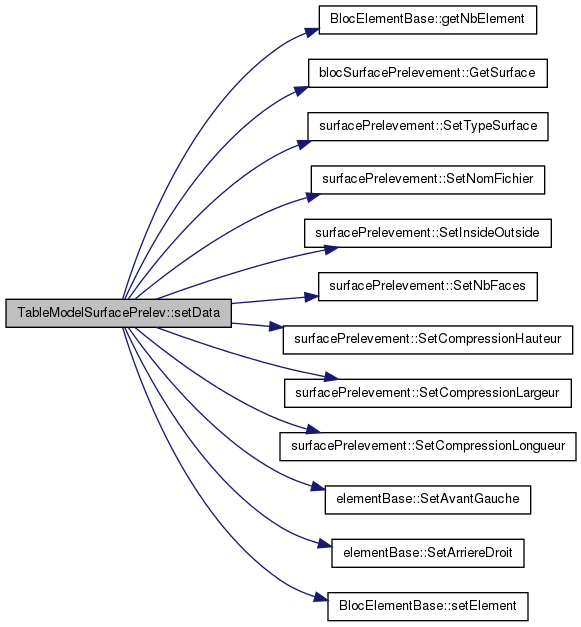 BlocElementBase::getNbElement
blocSurfacePrelevement::GetSurface
surfacePrelevement::SetTypeSurface
surfacePrelevement::SetNomFichier
surfacePrelevement::SetInsideOutside
surfacePrelevement::SetNbFaces
TableModelSurfacePrelev::setData
surfacePrelevement::SetCompressionHauteur
surfacePrelevement::SetCompressionLargeur
surfacePrelevement::SetCompressionLongueur
elementBase::SetAvantGauche
elementBase::SetArriereDroit
BlocElementBase::setElement